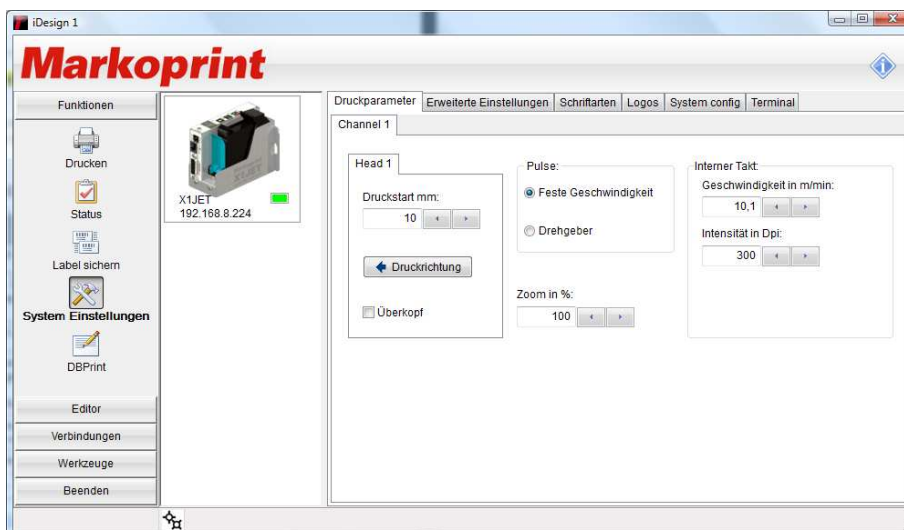 iDesign 1
Markoprint
Funktionen
Drucken
Status
Label sichern
System Einstellungen
DBPrint
Editor
Verbindungen
Werkzeuge
Beenden
X1JET
192.168.8.224
Druckparameter Erweiterte Einstellungen Schriftarten Logos System config Terminal
Channel 1
Head 1
Druckstart mm:
10
Druckrichtung
Überkopf
Pulse:
Feste Geschwindigkeit
Drehgeber
Zoom in %:
100
Interner Takt:
Geschwindigkeit in m/min:
10,1
Intensität in Dpi:
300